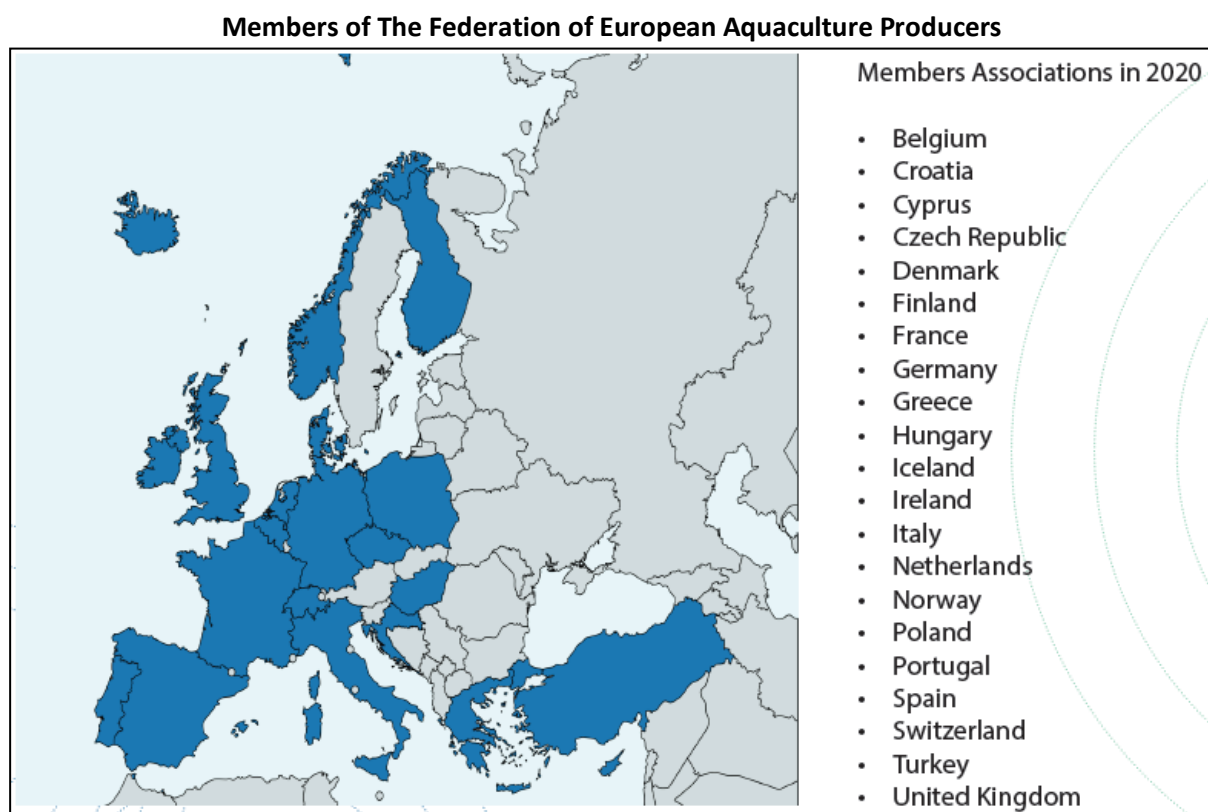 Members of The Federation of European Aquaculture Producers
Members Associations in 2020
• Belgium
• Croatia
• Cyprus
• Czech Republic
• Denmark
• Finland
• France
• Germany
• Greece
• Hungary
• Iceland
• Ireland
• Italy
• Netherlands
• Norway
• Poland
• Portugal
• Spain
• Switzerland
• Turkey
• United Kingdom